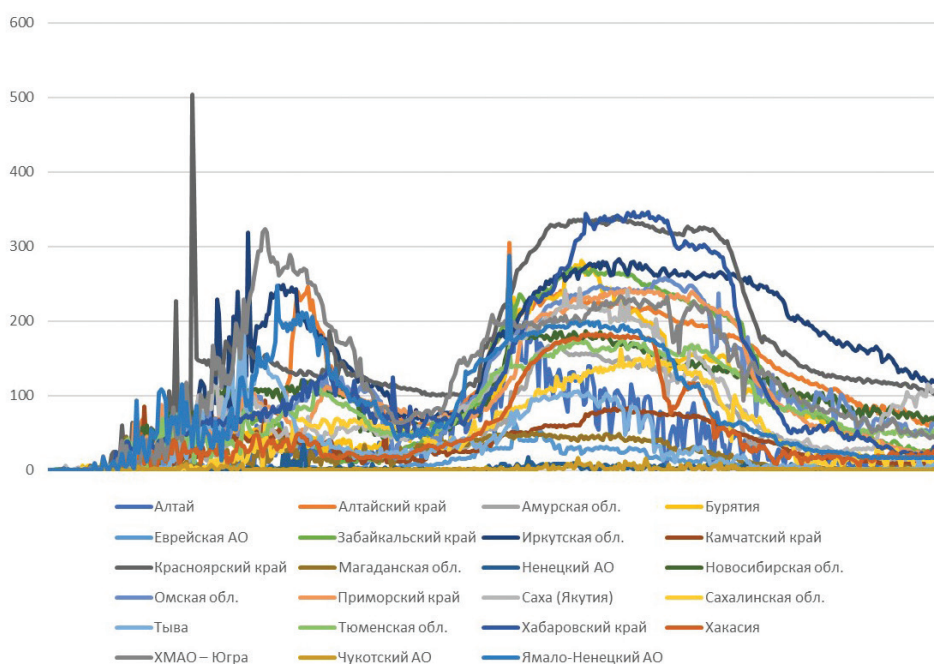 600
500
400
300
200
100
0
Алтай Алтайский край Амурская обл. Бурятия
Еврейская АО Забайкальский край Иркутская обл. Камчатский край
Красноярский край Магаданская обл. Ненецкий АО Новосибирская обл.
Омская обл. Приморский край Саха (Якутия) Сахалинская обл.
Тыва Тюменская обл. Хабаровский край Хакасия
ХМАО – Югра Чукотский АО Ямало-Ненецкий АО